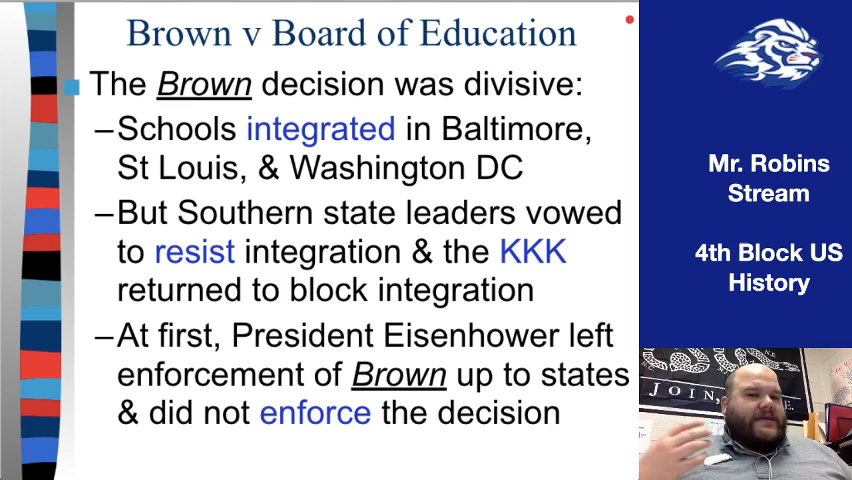 Brown v Board of Education
The Brown decision was divisive:
–Schools integrated in Baltimore,
St Louis, & Washington DC
–But Southern state leaders vowed
to resist integration & the KKK
returned to block integration
–At first, President Eisenhower left
enforcement of Brown up to states
& did not enforce the decision
Mr. Robins
Stream
4th Block US
History
JOIN,